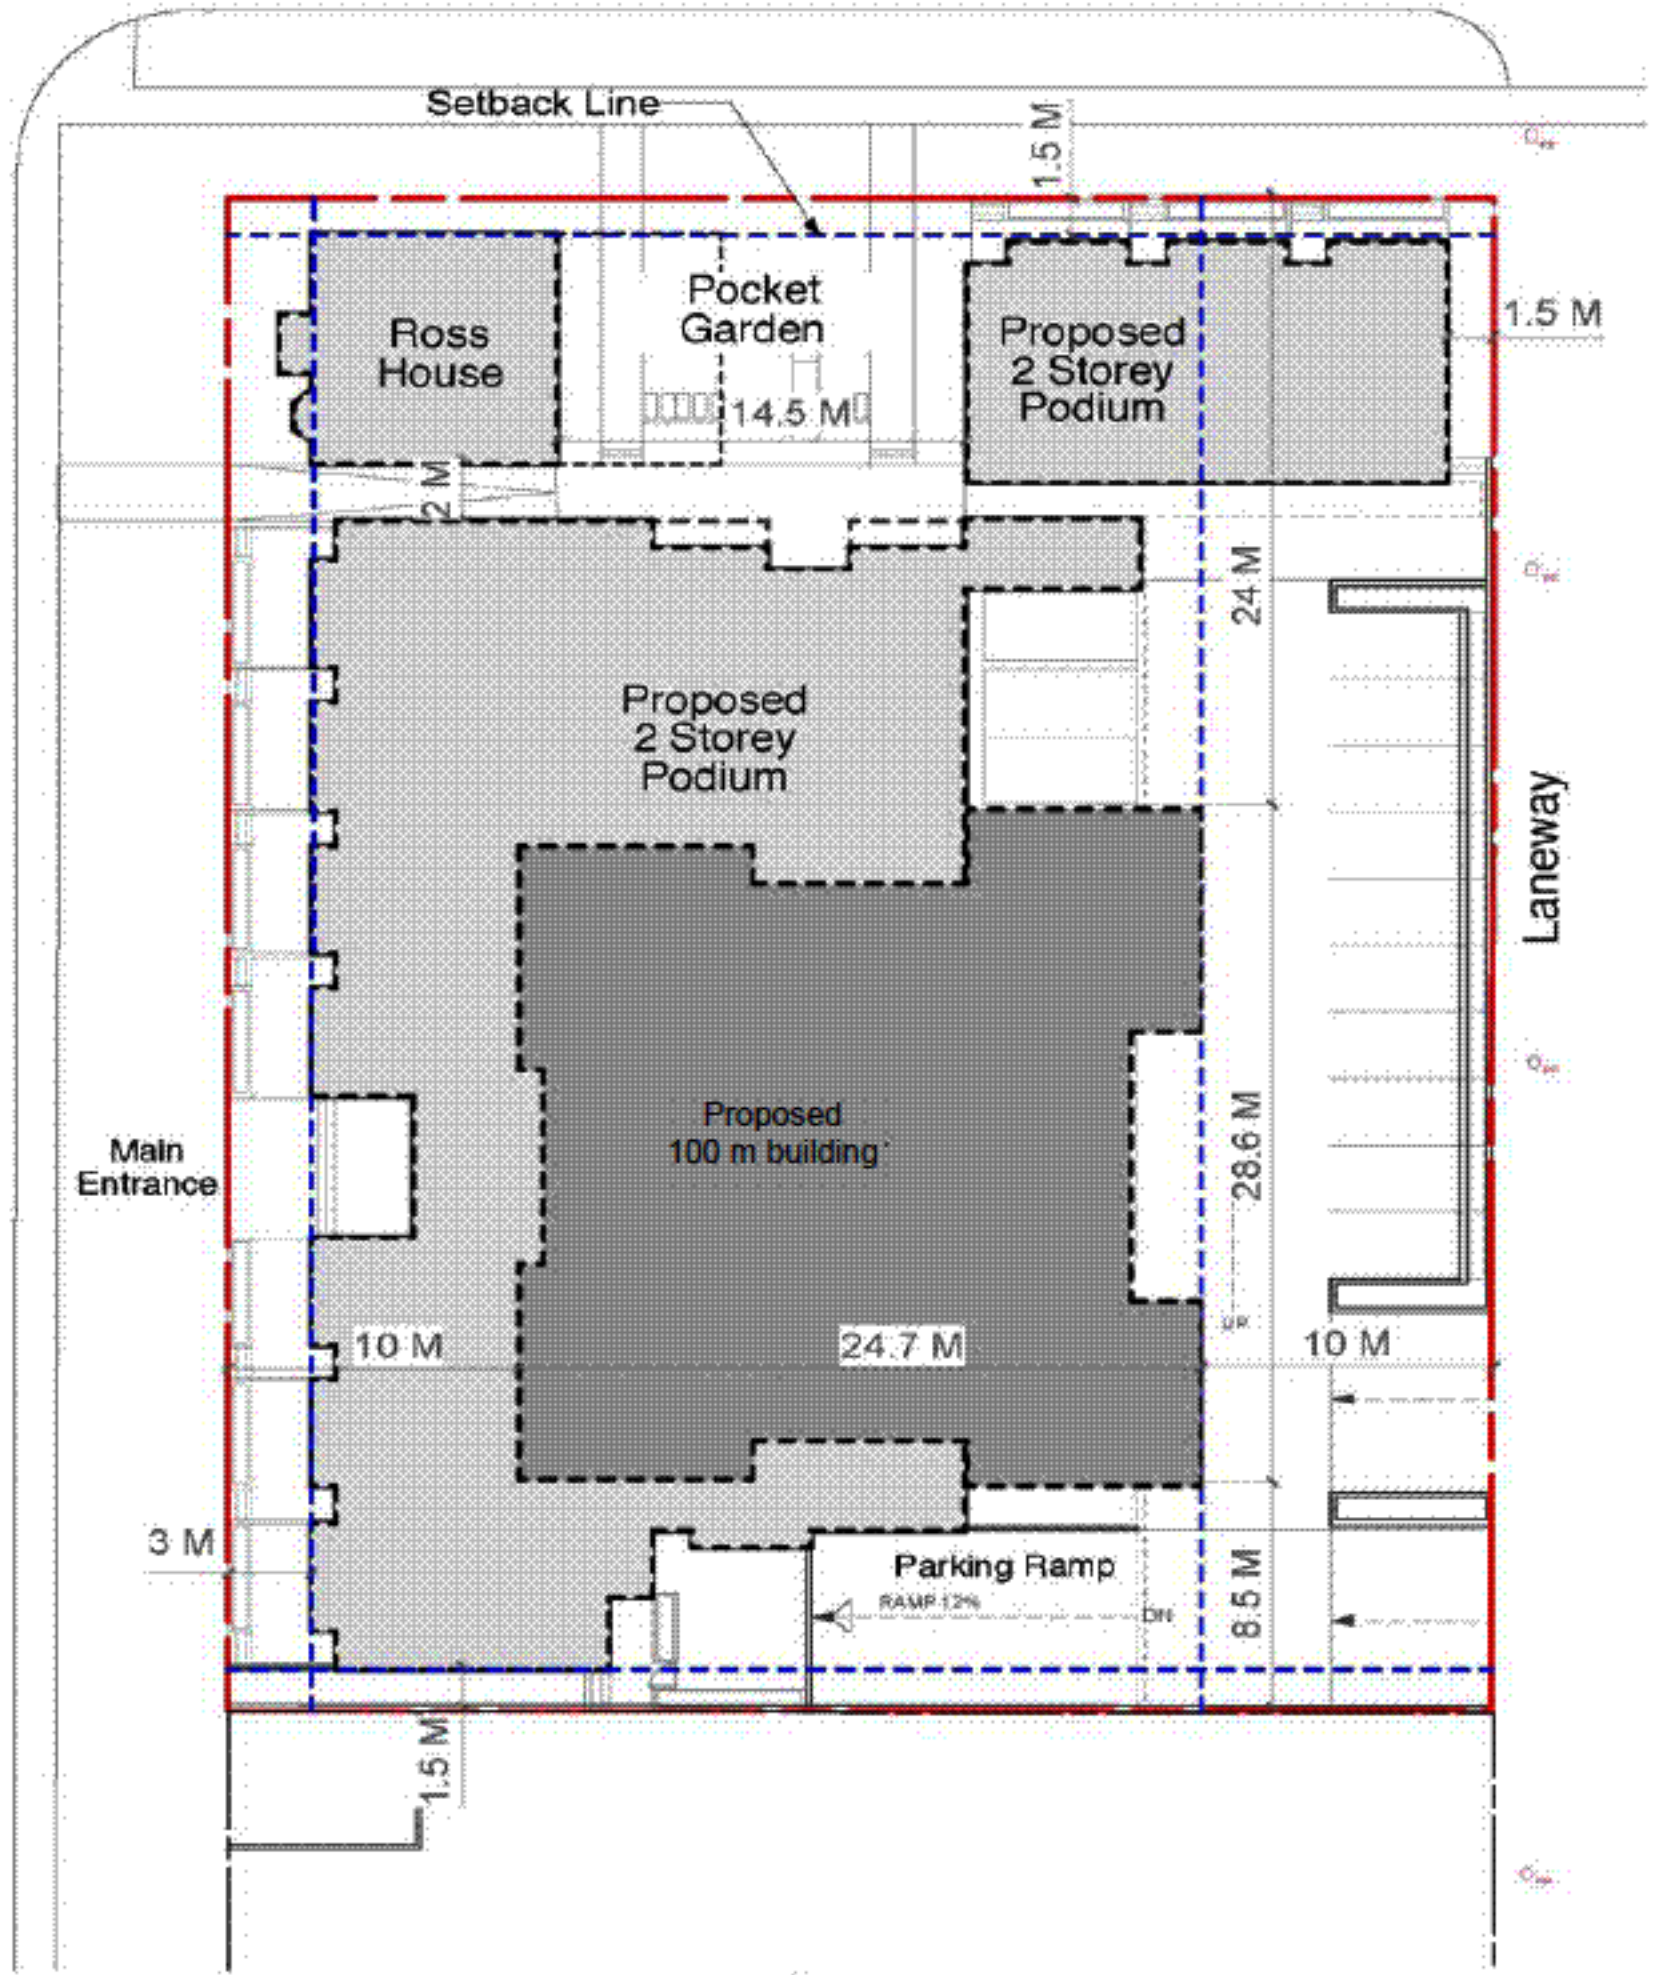 Setback Line
1.5 M
Ross
House
Pocket
Garden
14.5 M
Proposed
2 Storey
Podium
1.5 M
2 M
24 M
Proposed
2 Storey
Podium
Laneway
Main
Entrance
Proposed
100 m building
28.6 M
UP
10 M
24.7 M
10 M
3 M
Parking Ramp
RAMP 12%
DN
8.5 M
1.5 M